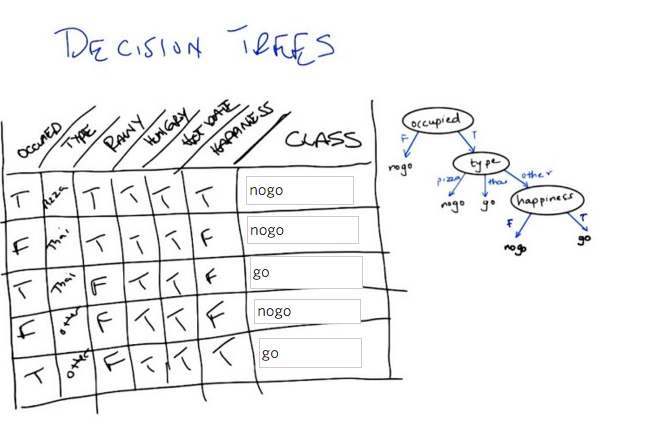 DECISION TREES
OCCUPIED TYPE RAINY HUNGRY HOT DATE HAPPINESS CLASS
T Pizza T T T T nogo
F Thai T T T F nogo
T Thai F T T F go
F other F T T F nogo
T other F T T T go
occupied
F T
nogo type
pizza thai other
nogo go happiness
F T
nogo go